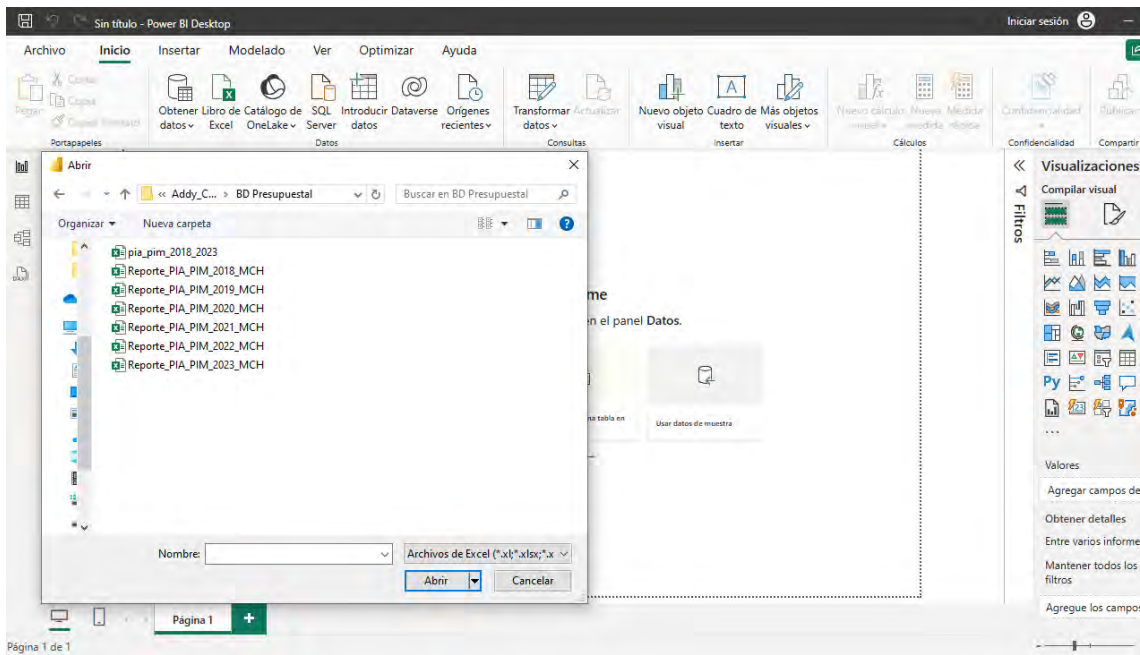 Sin título - Power BI Desktop
Iniciar sesión
Archivo Inicio Insertar Modelado Ver Optimizar Ayuda
Pegar
Cortar
Copiar
Copiar formato
Obtener datos
Libro de Excel
Catálogo de OneLake
SQL Server
Introducir datos
Dataverse
Orígenes recientes
Transformar datos
Actualizar
Nuevo objeto visual
Cuadro de texto
Más objetos visuales
Nuevo cálculo visual
Nueva medida
Medida rápida
Confidencialidad
Publicar
Portapapeles
Datos
Consultas
Insertar
Cálculos
Confidencialidad
Compartir
Abrir
« Addy_C... > BD Presupuestal
Buscar en BD Presupuestal
Organizar
Nueva carpeta
pia_pim_2018_2023
Reporte_PIA_PIM_2018_MCH
Reporte_PIA_PIM_2019_MCH
Reporte_PIA_PIM_2020_MCH
Reporte_PIA_PIM_2021_MCH
Reporte_PIA_PIM_2022_MCH
Reporte_PIA_PIM_2023_MCH
Nombre:
Archivos de Excel (*.xl;*.xlsx;*.x
Abrir
Cancelar
me
en el panel Datos.
na tabla en
Usar datos de muestra
Filtros
Visualizaciones
Compilar visual
Py
...
Valores
Agregar campos de
Obtener detalles
Entre varios informe
Mantener todos los
filtros
Agregue los campos
Página 1
Página 1 de 1